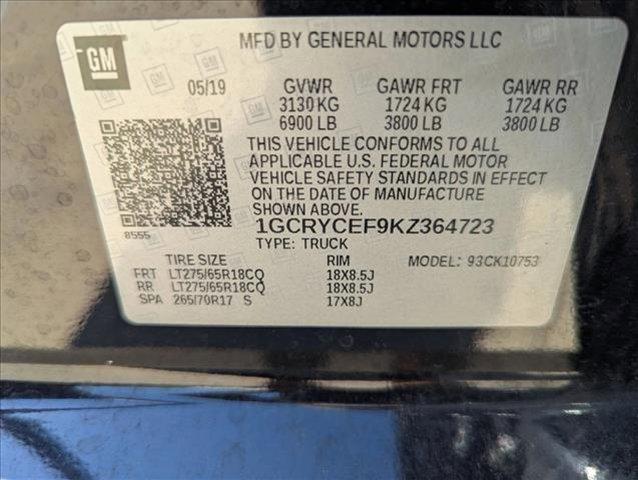 GM
MFD BY GENERAL MOTORS LLC
05/19 GVWR GAWR FRT GAWR RR
3130 KG 1724 KG 1724 KG
6900 LB 3800 LB 3800 LB
THIS VEHICLE CONFORMS TO ALL
APPLICABLE U.S. FEDERAL MOTOR
VEHICLE SAFETY STANDARDS IN EFFECT
ON THE DATE OF MANUFACTURE
SHOWN ABOVE.
8555
1GCRYCEF9KZ364723
TYPE: TRUCK
TIRE SIZE RIM MODEL: 93CK10753
FRT LT275/65R18CQ 18X8.5J
RR LT275/65R18CQ 18X8.5J
SPA 265/70R17 S 17X8J